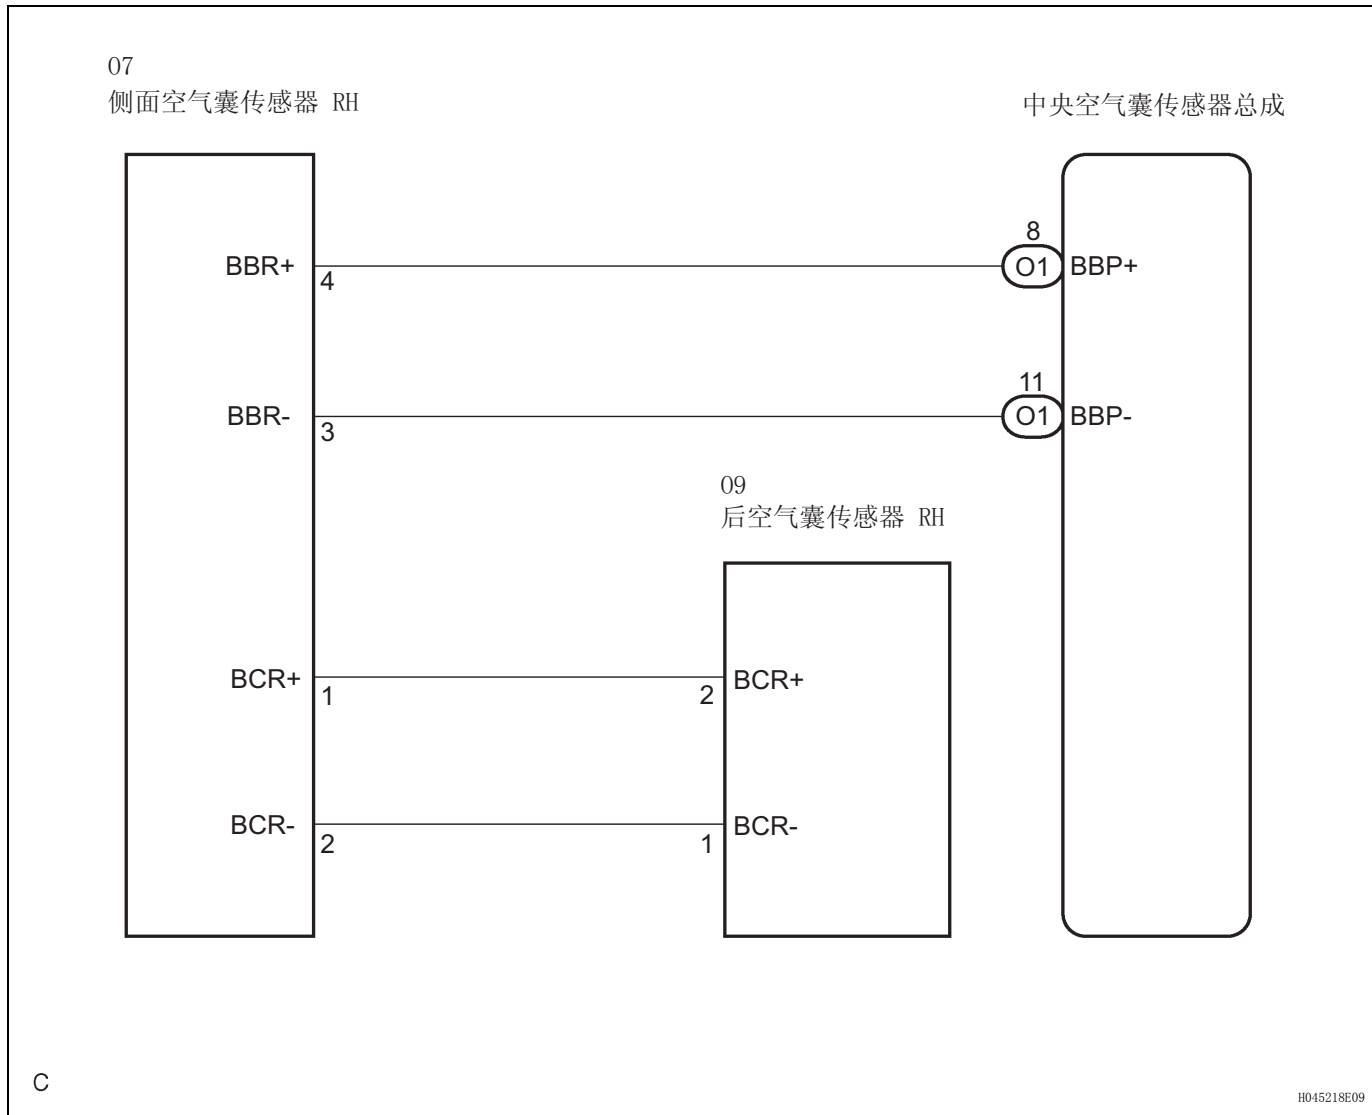 O7
侧面空气囊传感器 RH
中央空气囊传感器总成
8
BBR+
4
O1
BBP+
11
BBR-
3
O1
BBP-
O9
后空气囊传感器 RH
BCR+
1
2
BCR+
BCR-
2
1
BCR-
C
H045218E09